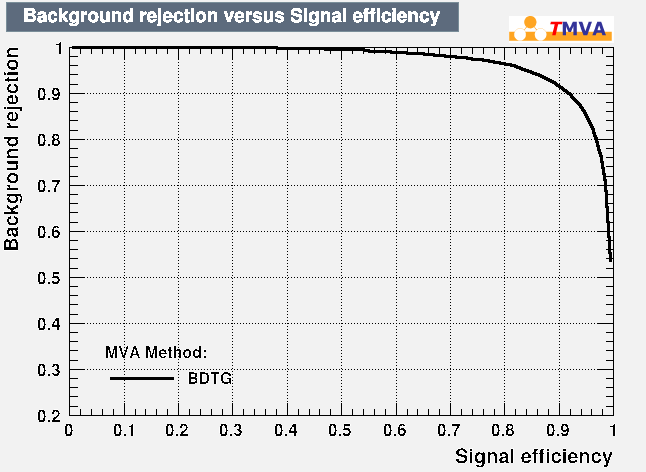 Background rejection versus Signal efficiency
TMVA
Background rejection
1
0.9
0.8
0.7
0.6
0.5
0.4
0.3
0.2
MVA Method:
BDTG
0 0.1 0.2 0.3 0.4 0.5 0.6 0.7 0.8 0.9 1
Signal efficiency